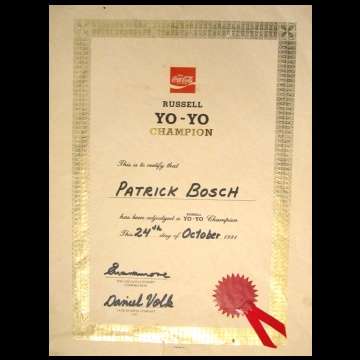 Coca-Cola
RUSSELL
YO-YO
CHAMPION
This is to certify that
PATRICK BOSCH
has been adjudged a RUSSELL YO-YO Champion
This 24th day of October
Daniel Volk